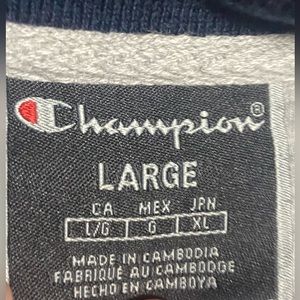 Champion®
LARGE
CA MEX JPN
L/G G XL
MADE IN CAMBODIA
FABRIQUÉ AU CAMBODGE
HECHO EN CAMBOYA